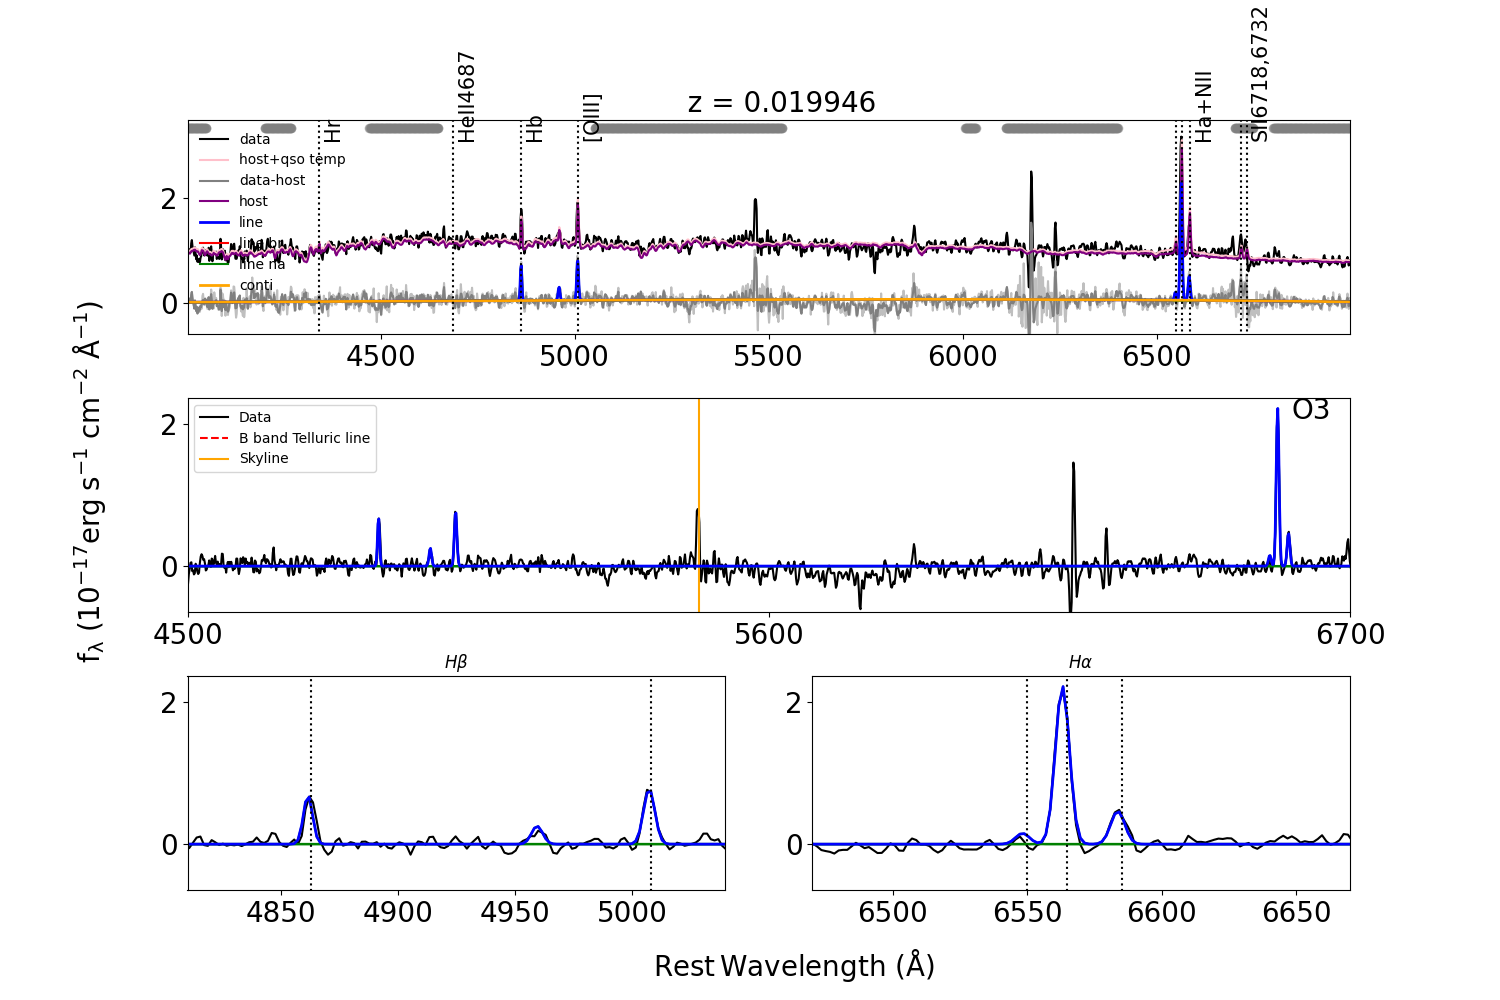 z = 0.019946
Hr
HeII4687
Hb
[OIII]
Ha+NII
SII6718,6732
data
host+qso temp
data-host
host
line
line br
line na
conti
2
0
4500
5000
5500
6000
6500
Data
B band Telluric line
Skyline
O3
2
0
4500
5600
6700
fλ (10−17erg s−1 cm−2 Å−1)
Hβ
Hα
2
0
4850
4900
4950
5000
2
0
6500
6550
6600
6650
Rest Wavelength (Å)